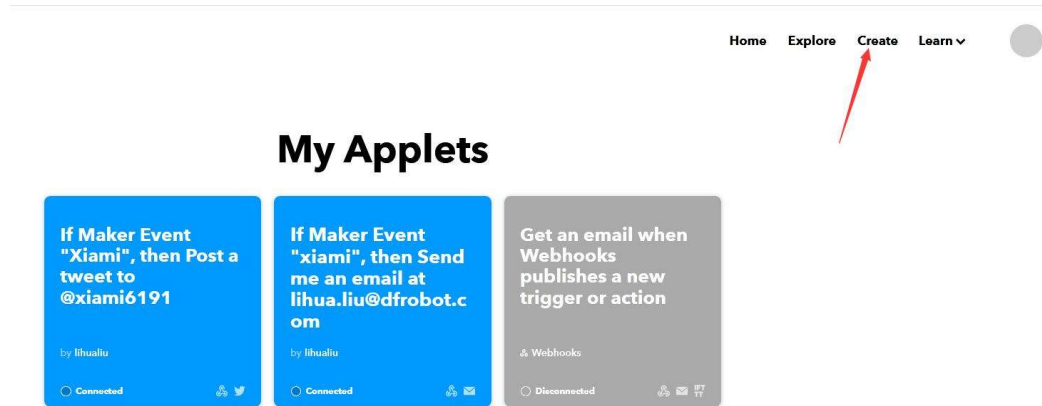 Home Explore Create Learn
My Applets
If Maker Event
"Xiami", then Post a
tweet to
@xiami6191
by lihualiu
Connected
If Maker Event
"xiami", then Send
me an email at
lihua.liu@dfrobot.c
om
by lihualiu
Connected
Get an email when
Webhooks
publishes a new
trigger or action
Webhooks
Disconnected
IFT
TT